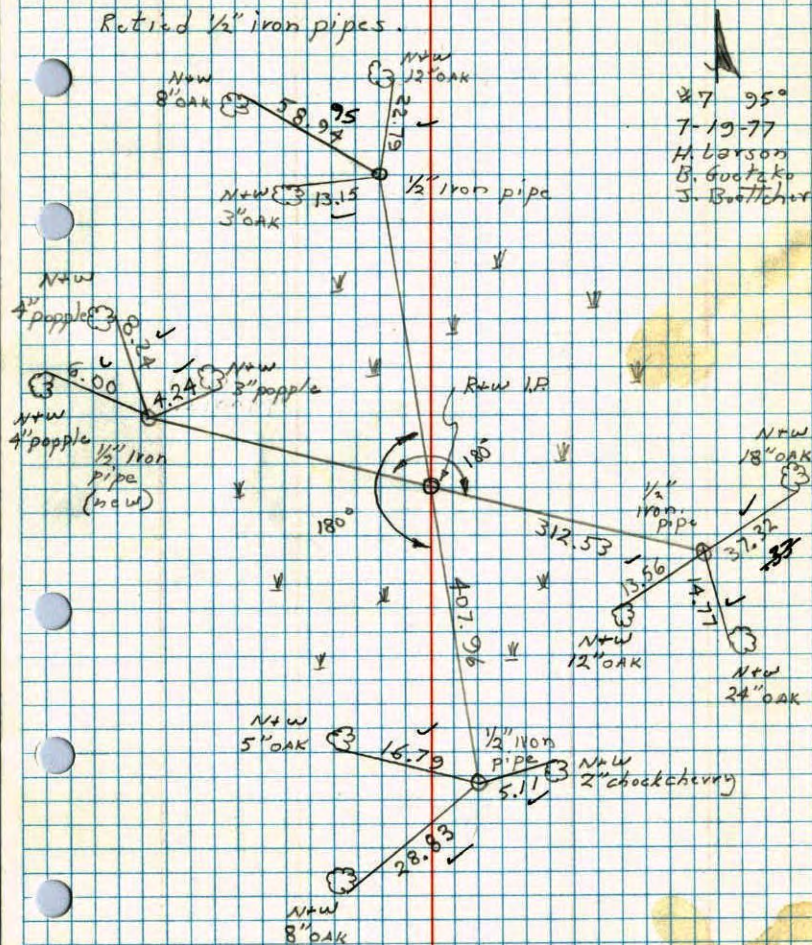 Retied 1/2" iron pipes.
N+W
12" OAK
N+W
8" OAK
58.94
95
22.79
#7 95°
7-19-77
H. Larson
B. Goetzko
J. Boettcher
1/2" iron pipe
N+W
3" OAK
13.15
N+W
4" popple
8.24
6.00
4.24
N+W
3" popple
N+W
4" popple
1/2" Iron
pipe
(new)
R+W I.P.
180°
180°
312.53
1/2"
iron
pipe
N+W
18" OAK
37.32
.33
13.56
14.77
N+W
12" OAK
N+W
24" OAK
407.96
N+W
5" OAK
16.79
1/2" iron
pipe
5.11
N+W
2" chockcherry
28.83
N+W
8" OAK